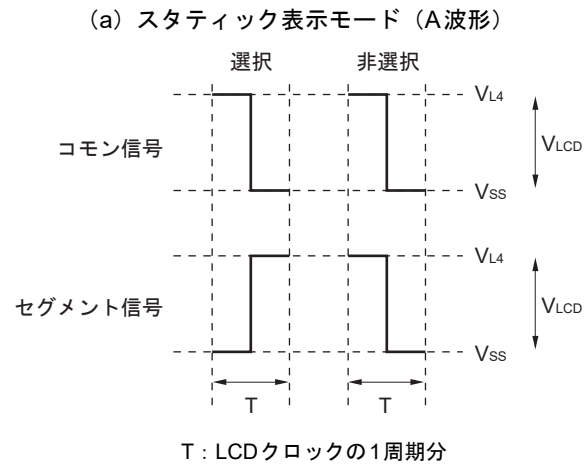 (a) スタティック表示モード（A波形）
選択 非選択
VL4
コモン信号 VLCD
VSS
VL4
セグメント信号 VLCD
VSS
T T
T：LCDクロックの1周期分